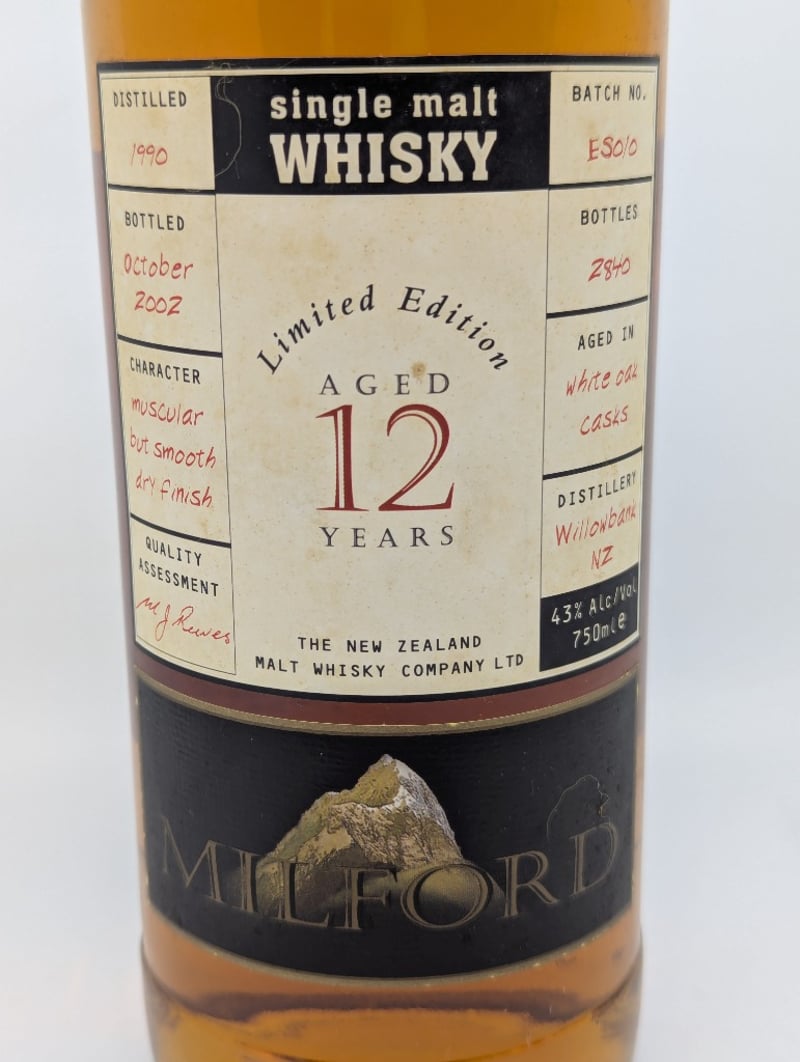 DISTILLED
1990
BOTTLED
October
2002
CHARACTER
muscular
but smooth
dry finish
QUALITY
ASSESSMENT
single malt
WHISKY
Limited Edition
AGED
12
YEARS
THE NEW ZEALAND
MALT WHISKY COMPANY LTD
BATCH NO.
BOTTLES
2840
AGED IN
white oak
casks
DISTILLERY
Willowbank
NZ
43% Alc/Vol
750ml e
MILFORD